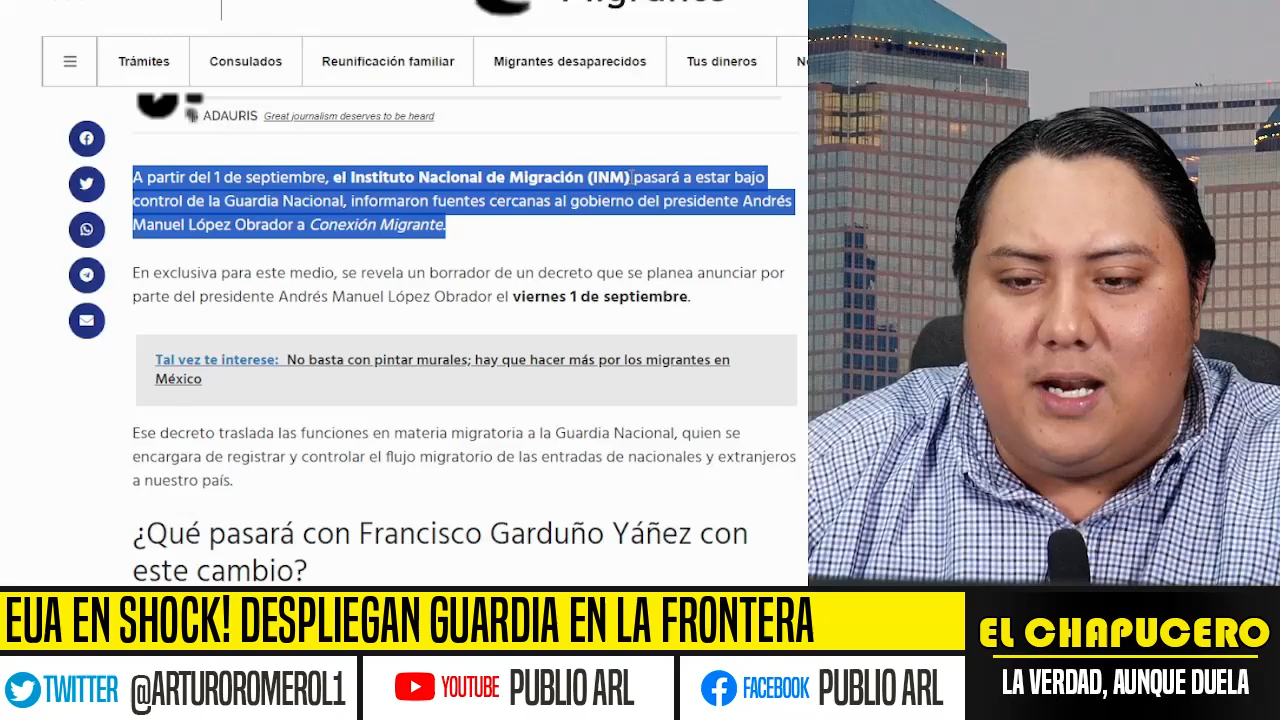 Migrante
Trámites
Consulados
Reunificación familiar
Migrantes desaparecidos
Tus dineros
ADAURIS Great journalism deserves to be heard
A partir del 1 de septiembre, el Instituto Nacional de Migración (INM) pasará a estar bajo
control de la Guardia Nacional, informaron fuentes cercanas al gobierno del presidente Andrés
Manuel López Obrador a Conexión Migrante.
En exclusiva para este medio, se revela un borrador de un decreto que se planea anunciar por
parte del presidente Andrés Manuel López Obrador el viernes 1 de septiembre.
Tal vez te interese: No basta con pintar murales; hay que hacer más por los migrantes en
México
Ese decreto traslada las funciones en materia migratoria a la Guardia Nacional, quien se
encargara de registrar y controlar el flujo migratorio de las entradas de nacionales y extranjeros
a nuestro país.
¿Qué pasará con Francisco Garduño Yáñez con
este cambio?
EUA EN SHOCK! DESPLIEGAN GUARDIA EN LA FRONTERA
EL CHAPUCERO
LA VERDAD, AUNQUE DUELA
TWITTER @ARTUROROMEROL1
YOUTUBE PUBLIO ARL
FACEBOOK PUBLIO ARL